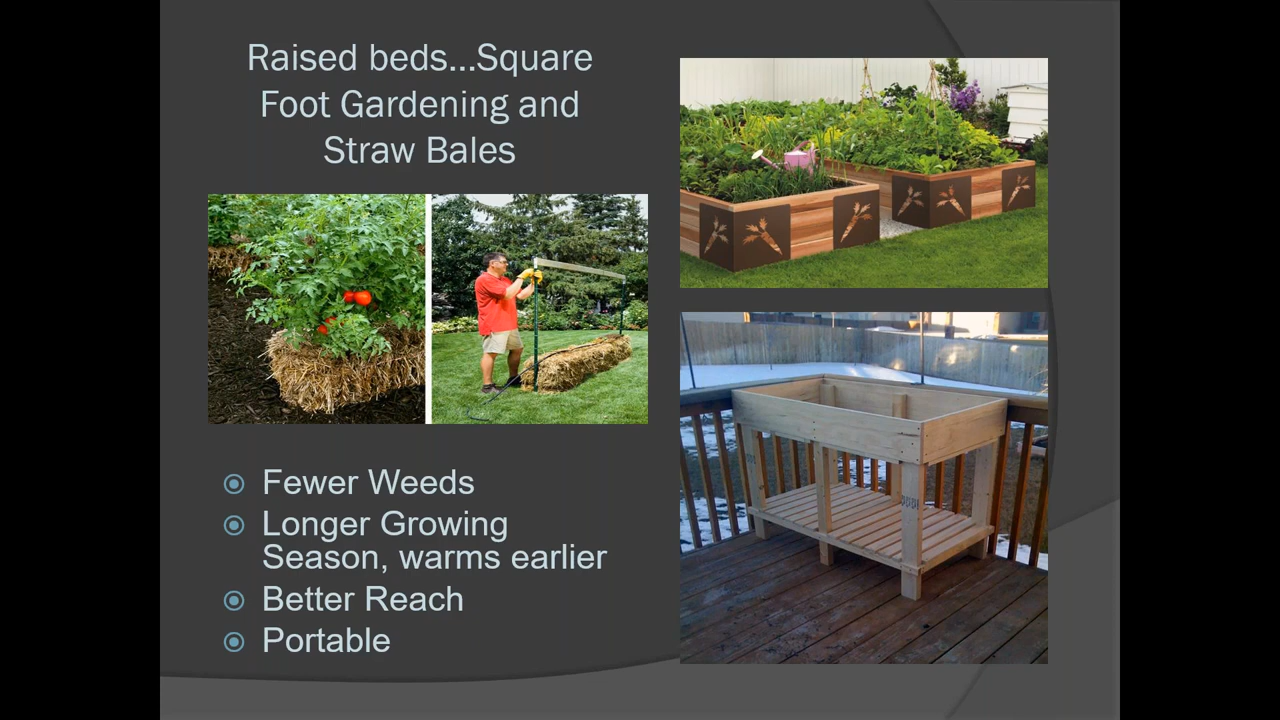 Raised beds...Square
Foot Gardening and
Straw Bales
Fewer Weeds
Longer Growing
Season, warms earlier
Better Reach
Portable